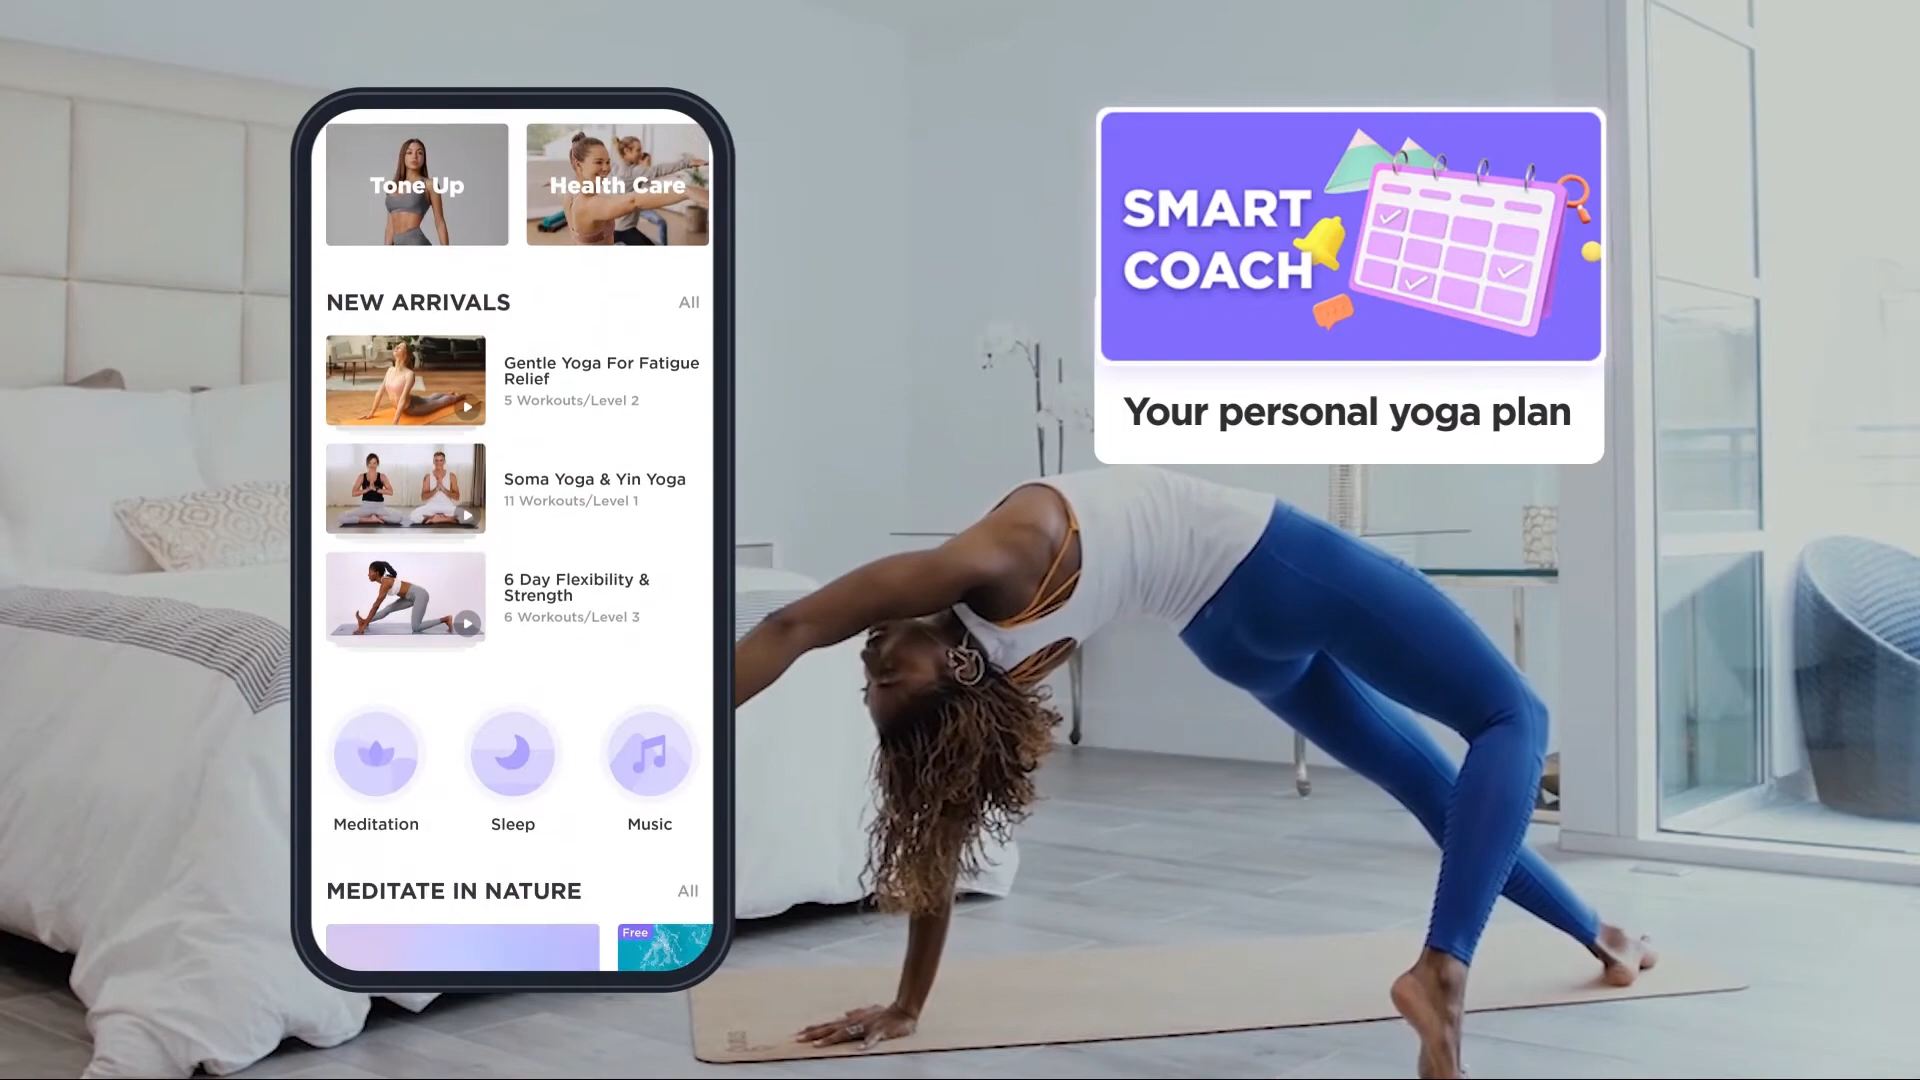 Tone Up
Health Care
NEW ARRIVALS
All
Gentle Yoga For Fatigue
Relief
5 Workouts/Level 2
Soma Yoga & Yin Yoga
11 Workouts/Level 1
6 Day Flexibility &
Strength
6 Workouts/Level 3
Meditation
Sleep
Music
MEDITATE IN NATURE
All
Free
SMART
COACH
Your personal yoga plan